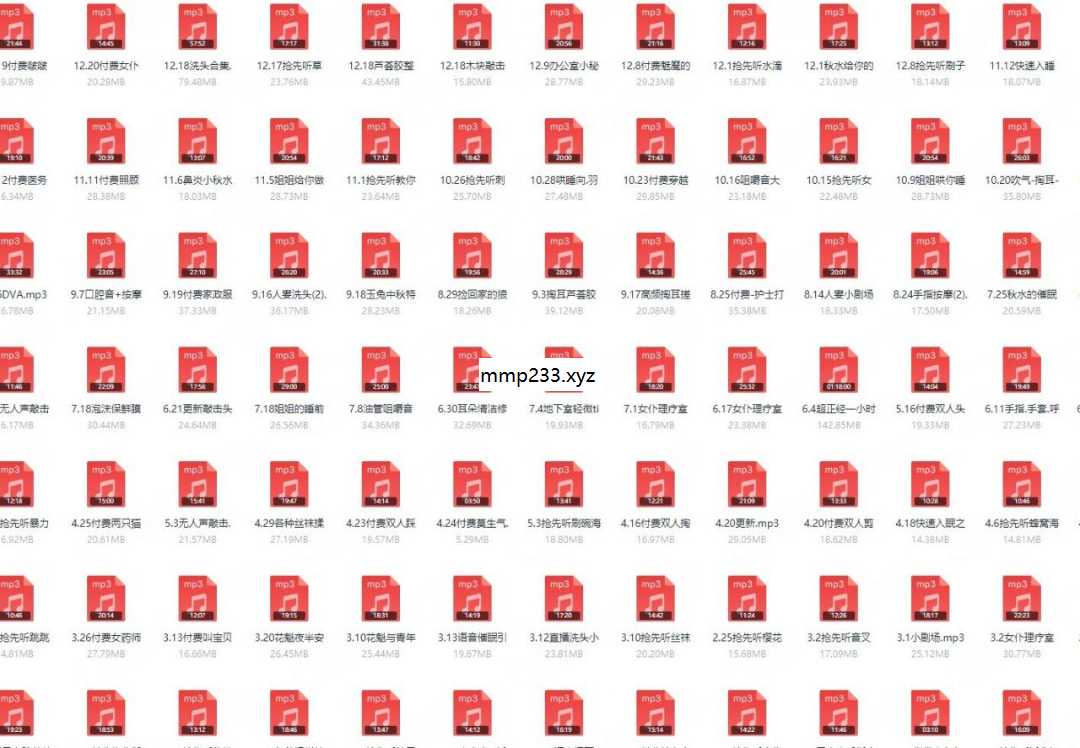 mp3 mp3 mp3 mp3 mp3 mp3 mp3 mp3 mp3 mp3 mp3 mp3
21:44 14:45 57:52 17:17 31:38 11:30 20:56 21:16 12:16 17:25 13:12 13:09
9付费啵啵 12.20付费女仆 12.18洗头合集. 12.17抢先听草 12.18芦荟胶整 12.18木块敲击 12.9办公室小秘 12.8付费魅魔的 12.1抢先听水滴 12.1秋水给你的 12.8抢先听刷子 11.12快速入睡
9.87MB 20.28MB 79.48MB 23.76MB 43.45MB 15.80MB 28.77MB 29.23MB 16.87MB 23.93MB 18.14MB 18.07MB
mp3 mp3 mp3 mp3 mp3 mp3 mp3 mp3 mp3 mp3 mp3 mp3
19:10 20:39 13:07 20:54 17:12 18:42 20:00 21:43 16:52 16:21 20:54 26:03
2付费医务 11.11付费照顾 11.6鼻炎小秋水 11.5姐姐给你做 11.1抢先听教你 10.26抢先听刺 10.28哄睡向.羽 10.23付费穿越 10.16咀嚼音大 10.15抢先听女 10.9姐姐哄你睡 10.20吹气-掏耳-
6.34MB 28.38MB 18.03MB 28.73MB 23.64MB 25.70MB 27.48MB 29.85MB 23.18MB 22.48MB 28.73MB 35.80MB
mp3 mp3 mp3 mp3 mp3 mp3 mp3 mp3 mp3 mp3 mp3 mp3
33:32 23:05 27:10 26:20 20:33 19:56 28:29 14:36 25:45 20:01 19:06 14:59
DVA.mp3 9.7口腔音+按摩 9.19付费家政服 9.16人妻洗头(2). 9.18玉兔中秋特 8.29捡回家的狼 9.3掏耳芦荟胶 9.17高频掏耳搓 8.25付费-护士打 8.14人妻小剧场 8.24手指按摩(2). 7.25秋水的催眠
6.78MB 21.15MB 37.33MB 36.17MB 28.23MB 18.26MB 39.12MB 20.08MB 35.38MB 18.33MB 17.50MB 20.59MB
mp3 mp3 mp3 mp3 mp3 mp3 mp3 mp3 mp3 mp3 mp3 mp3
mmp233.xyz
11:46 22:09 17:56 29:00 25:00 18:20 25:32 01:18:00 14:04 19:49
无人声敲击 7.18泡沫保鲜膜 6.21更新敲击头 7.18姐姐的睡前 7.8油管咀嚼音 6.30耳朵清洁修 7.4地下室轻微ti 7.1女仆理疗室 6.17女仆理疗室 6.4超正经一小时 5.16付费双人头 6.11手指.手套.呼
6.17MB 30.44MB 24.64MB 26.56MB 34.36MB 32.69MB 19.93MB 16.79MB 23.38MB 142.85MB 19.33MB 27.23MB
mp3 mp3 mp3 mp3 mp3 mp3 mp3 mp3 mp3 mp3 mp3 mp3
12:18 15:00 15:41 19:47 14:14 03:50 13:41 12:21 21:09 13:33 10:28 10:46
抢先听暴力 4.25付费两只猫 5.3无人声敲击. 4.29各种丝袜揉 4.23付费双人踩 4.24付费莫生气. 5.3抢先听刷碗海 4.16付费双人掏 4.20更新.mp3 4.20付费双人剪 4.18快速入眠之 4.6抢先听蜂窝海
6.92MB 20.61MB 21.57MB 27.19MB 19.57MB 5.29MB 18.80MB 16.97MB 29.05MB 18.62MB 14.38MB 14.81MB
mp3 mp3 mp3 mp3 mp3 mp3 mp3 mp3 mp3 mp3 mp3 mp3
10:46 20:14 12:07 19:15 18:31 14:19 17:20 14:42 11:24 12:26 18:17 22:23
抢先听跳跳 3.26付费女药师 3.13付费叫宝贝 3.20花魁夜半安 3.10花魁与青年 3.13语音催眠引 3.12直播洗头小 3.10抢先听丝袜 2.25抢先听樱花 3.2抢先听音叉 3.1小剧场.mp3 3.2女仆理疗室
4.81MB 27.79MB 16.66MB 26.45MB 25.44MB 19.67MB 23.81MB 20.20MB 15.68MB 17.09MB 25.12MB 30.77MB
mp3 mp3 mp3 mp3 mp3 mp3 mp3 mp3 mp3 mp3 mp3 mp3
19:23 18:53 13:12 18:46 13:47 14:12 16:19 13:14 14:22 11:46 03:10 16:09